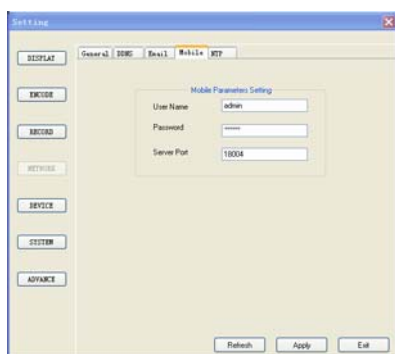 Setting
General DDNS Email Mobile NTP
DISPLAY
ENCODE
RECORD
NETWORK
DEVICE
SYSTEM
ADVANCE
Mobile Parameters Setting
User Name admin
Password ******
Server Port 18004
Refresh Apply Exit